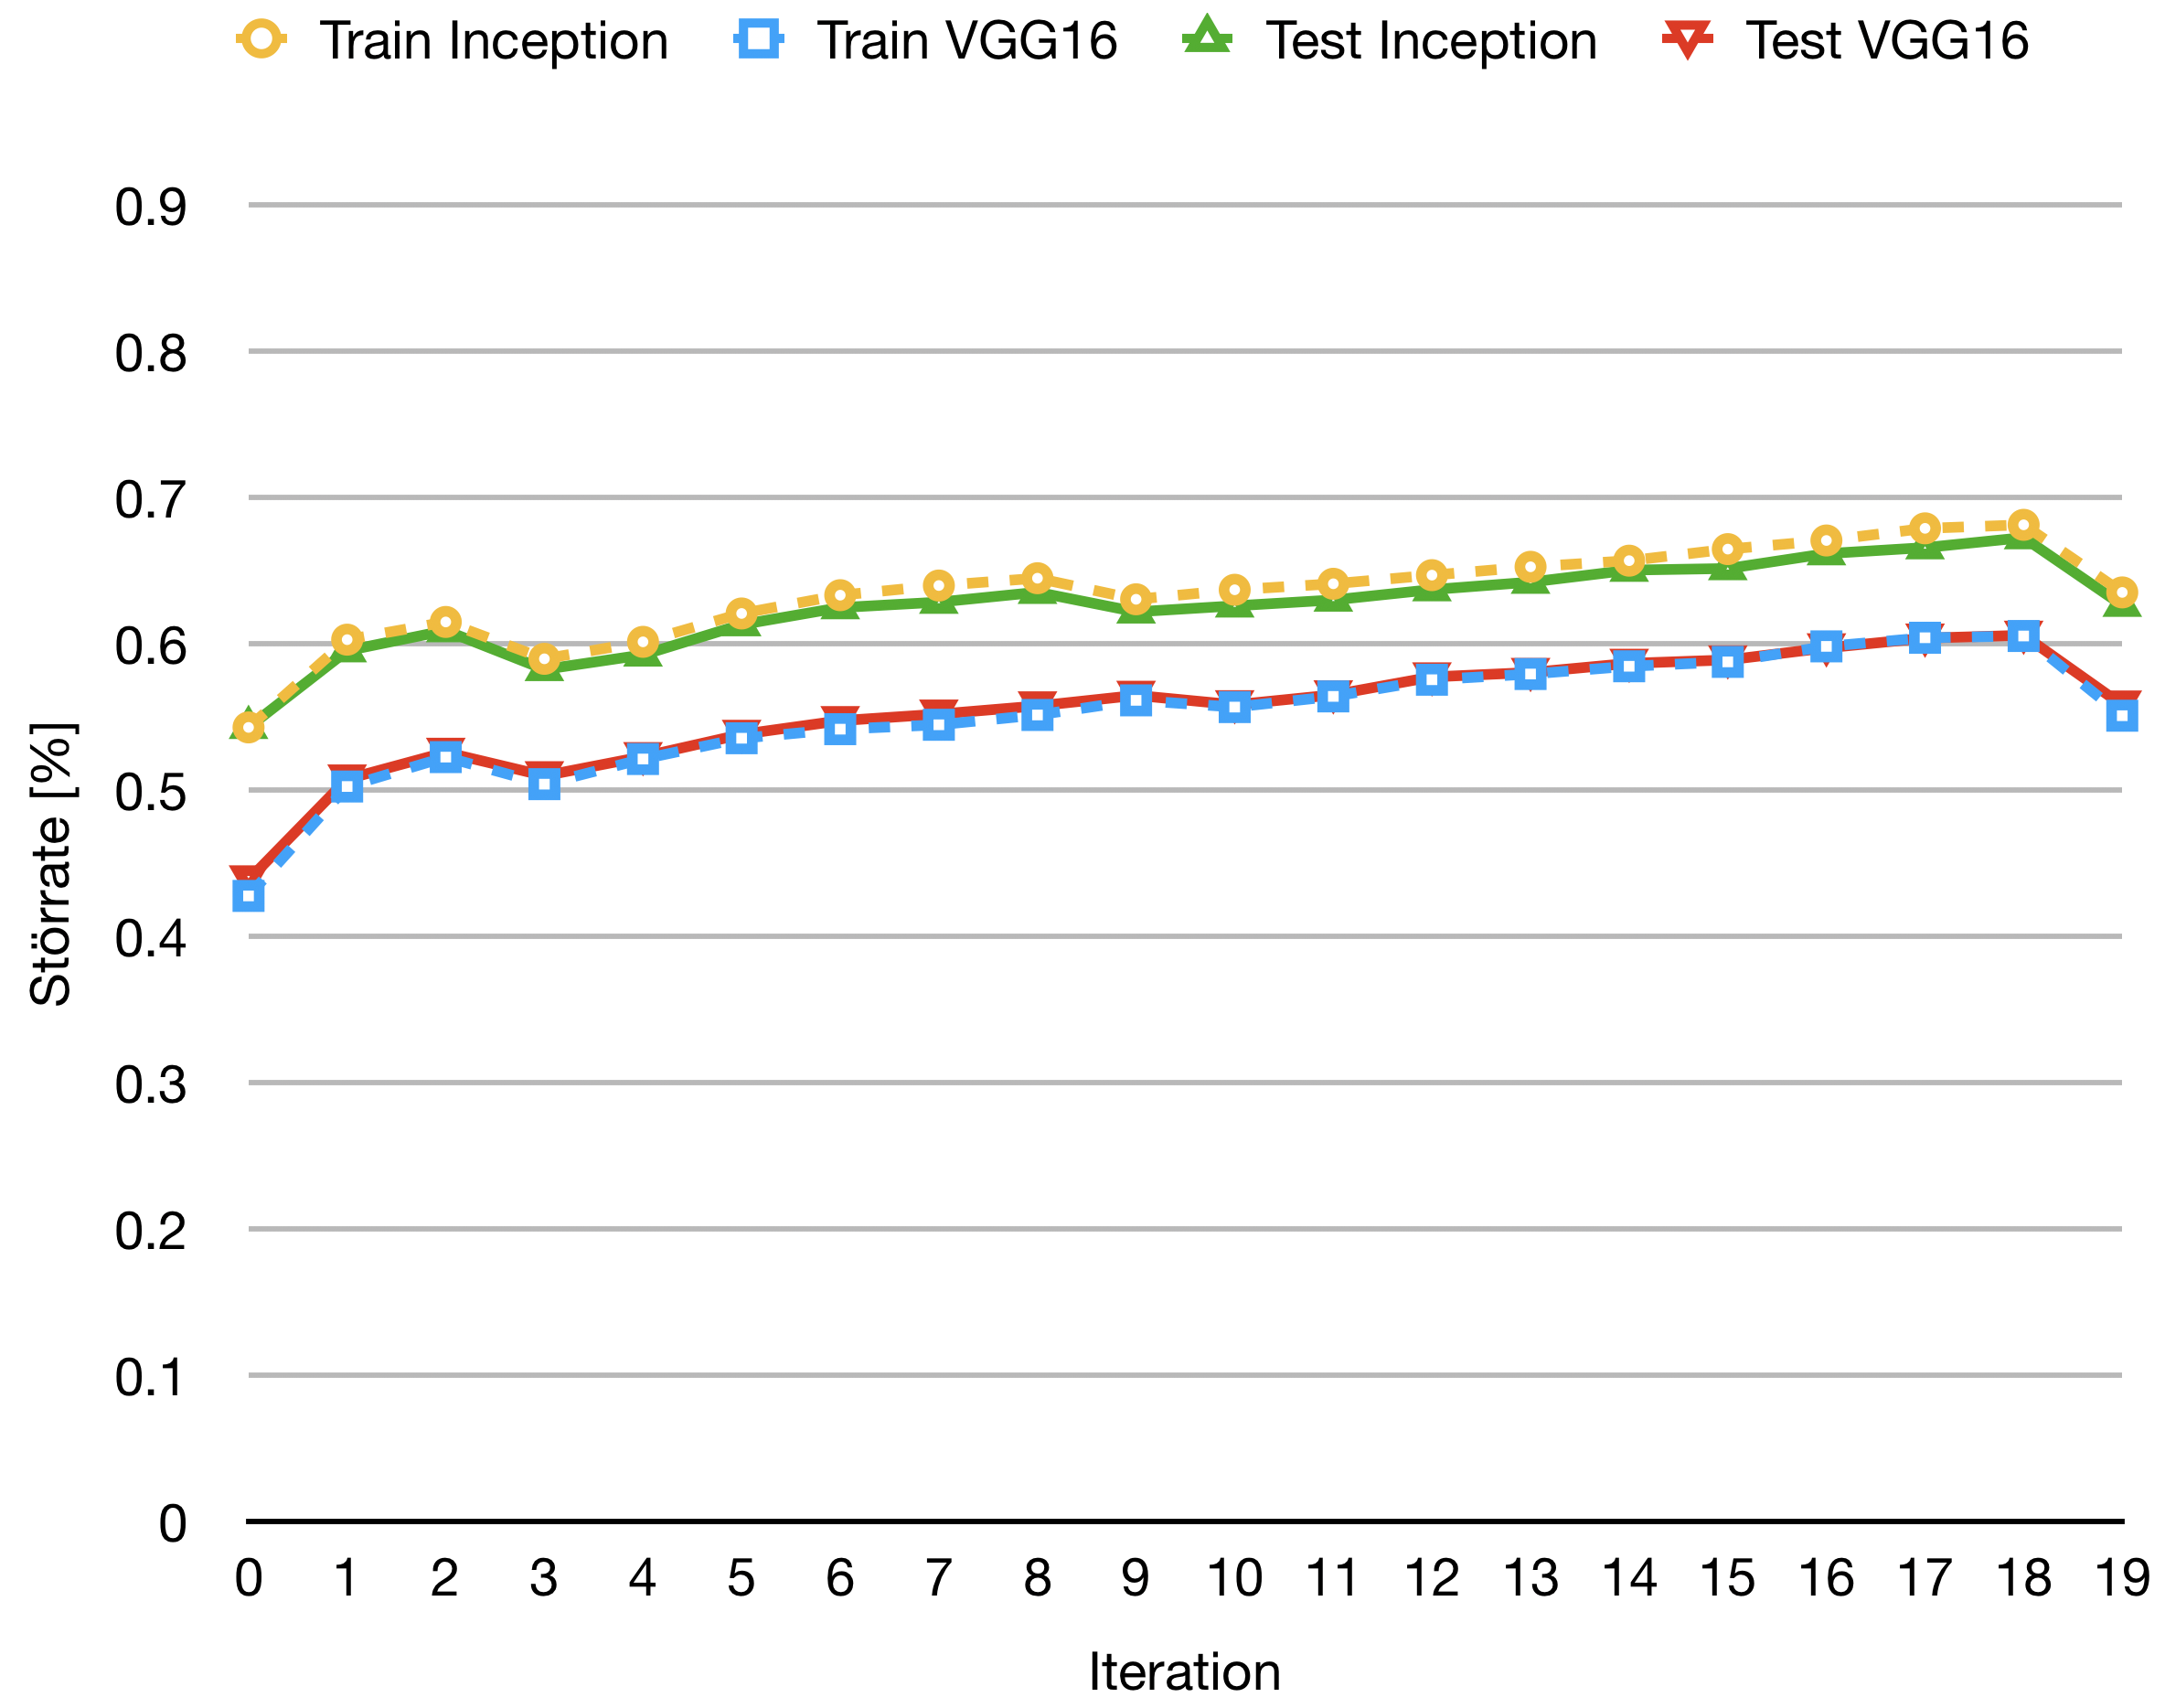 Train Inception Train VGG16 Test Inception Test VGG16
0.9
0.8
0.7
0.6
0.5
0.4
0.3
0.2
0.1
0
Störrate [%]
0 1 2 3 4 5 6 7 8 9 10 11 12 13 14 15 16 17 18 19
Iteration